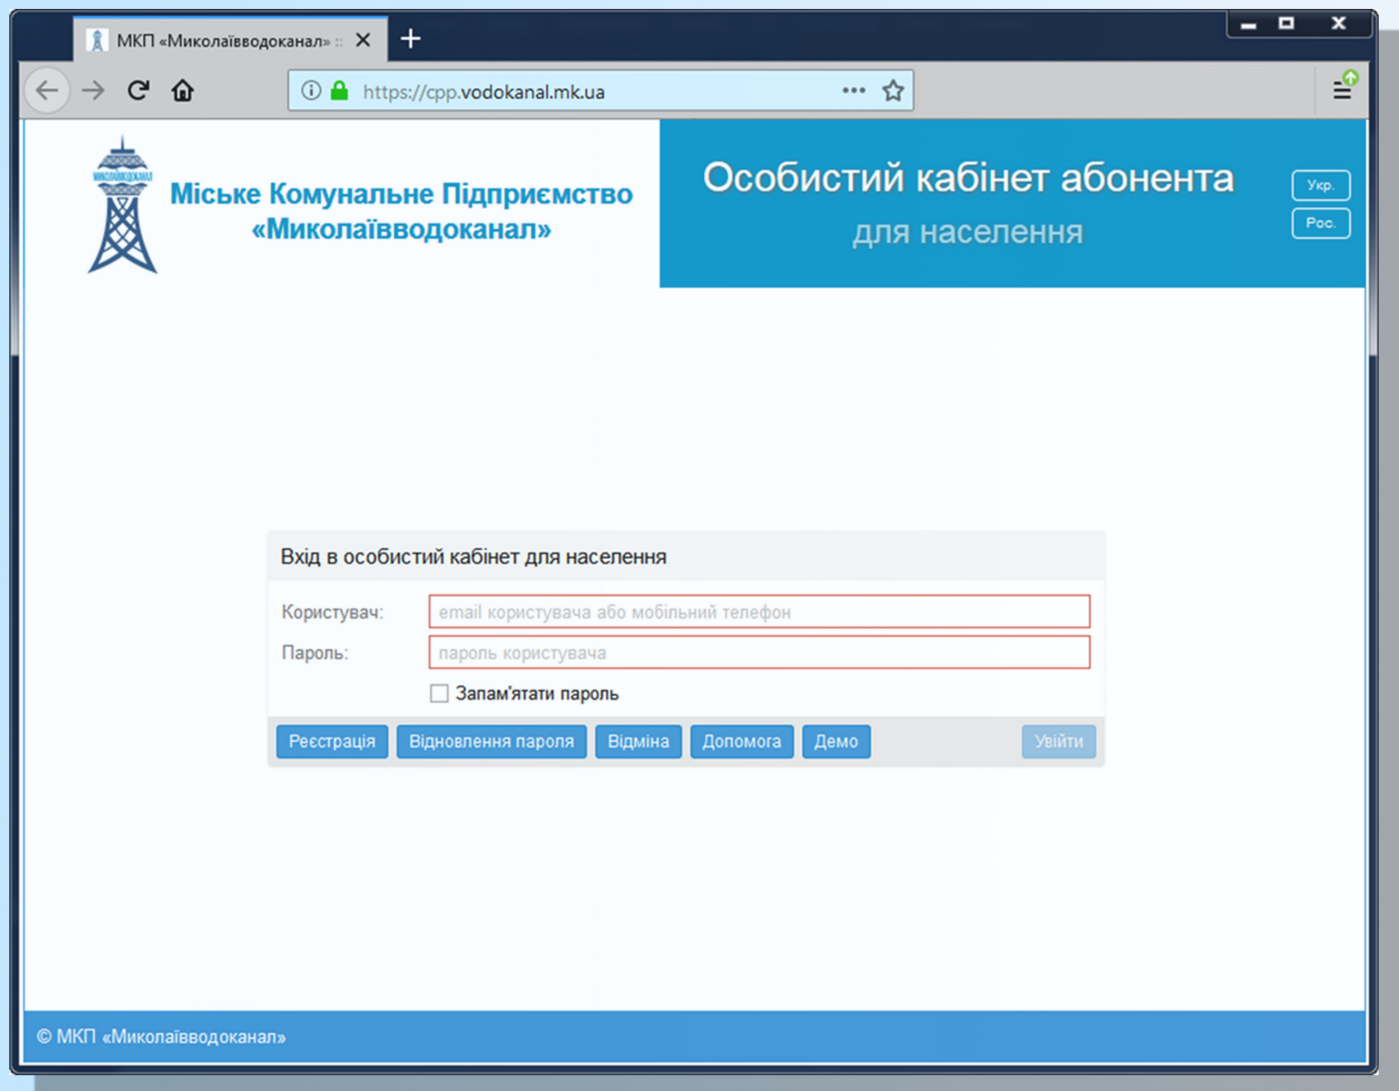 МКП «Миколаївводоканал» ::
https://cpp.vodokanal.mk.ua
МИКОЛАЇВВОДОКАНАЛ
Міське Комунальне Підприємство
«Миколаївводоканал»
Особистий кабінет абонента
для населення
Укр.
Рос.
Вхід в особистий кабінет для населення
Користувач: email користувача або мобільний телефон
Пароль: пароль користувача
Запам'ятати пароль
Реєстрація Відновлення пароля Відміна Допомога Демо Увійти
© МКП «Миколаївводоканал»